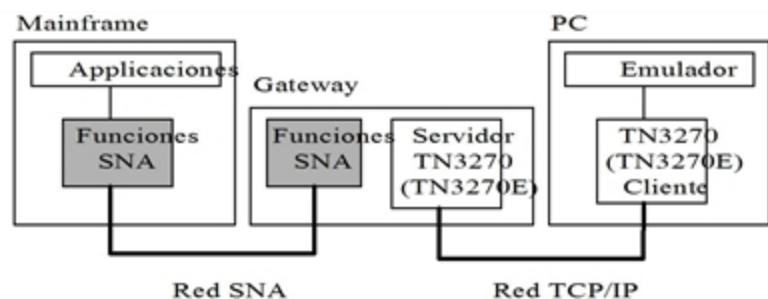 Mainframe
Applicaciones
Funciones
SNA
Gateway
Funciones
SNA
Servidor
TN3270
(TN3270E)
PC
Emulador
TN3270
(TN3270E)
Cliente
Red SNA
Red TCP/IP